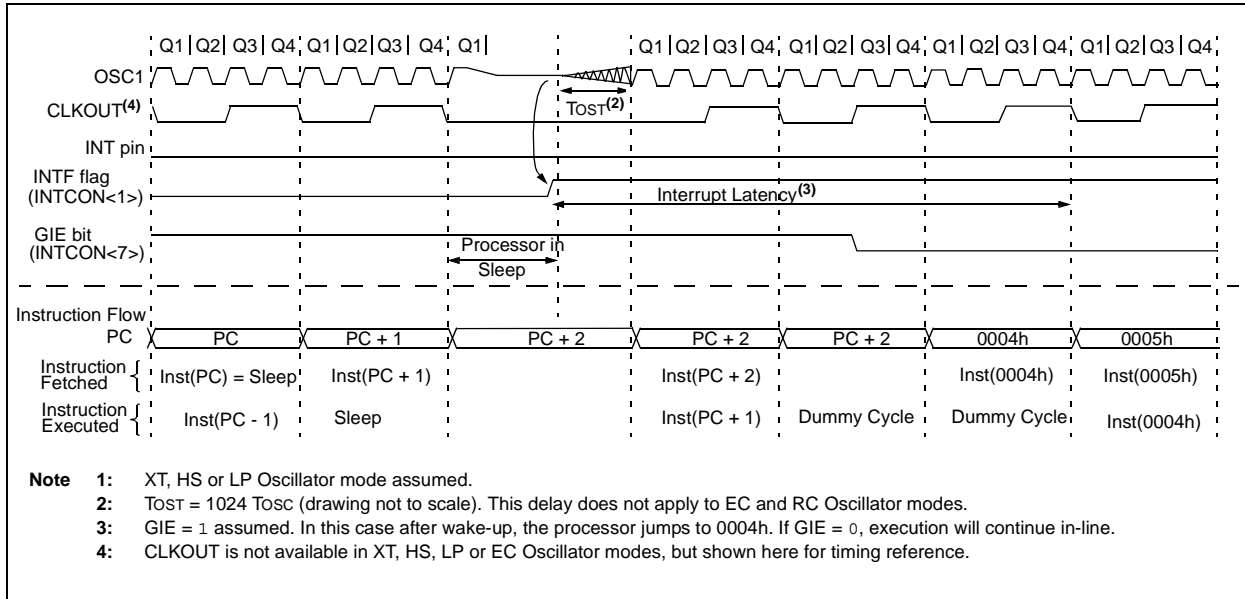 Q1 Q2 Q3 Q4 Q1 Q2 Q3 Q4 Q1 Q1 Q2 Q3 Q4 Q1 Q2 Q3 Q4 Q1 Q2 Q3 Q4 Q1 Q2 Q3 Q4
OSC1
CLKOUT(4)
TOST(2)
INT pin
INTF flag
(INTCON<1>)
Interrupt Latency(3)
GIE bit
(INTCON<7>)
Processor in
Sleep
Instruction Flow
PC PC PC + 1 PC + 2 PC + 2 PC + 2 0004h 0005h
Instruction
Fetched
Inst(PC) = Sleep Inst(PC + 1) Inst(PC + 2) Inst(0004h) Inst(0005h)
Instruction
Executed
Inst(PC - 1) Sleep Inst(PC + 1) Dummy Cycle Dummy Cycle Inst(0004h)
Note 1: XT, HS or LP Oscillator mode assumed.
2: TOST = 1024 TOSC (drawing not to scale). This delay does not apply to EC and RC Oscillator modes.
3: GIE = 1 assumed. In this case after wake-up, the processor jumps to 0004h. If GIE = 0, execution will continue in-line.
4: CLKOUT is not available in XT, HS, LP or EC Oscillator modes, but shown here for timing reference.